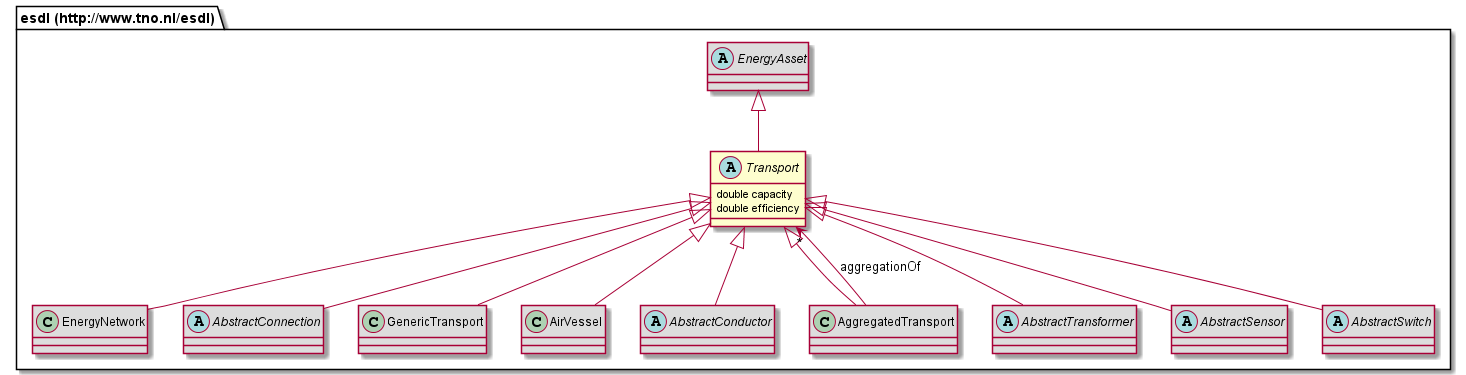 esdl (http://www.tno.nl/esdl)
A EnergyAsset
A Transport
double capacity
double efficiency
aggregationOf
*
C EnergyNetwork
A AbstractConnection
C GenericTransport
C AirVessel
A AbstractConductor
C AggregatedTransport
A AbstractTransformer
A AbstractSensor
A AbstractSwitch